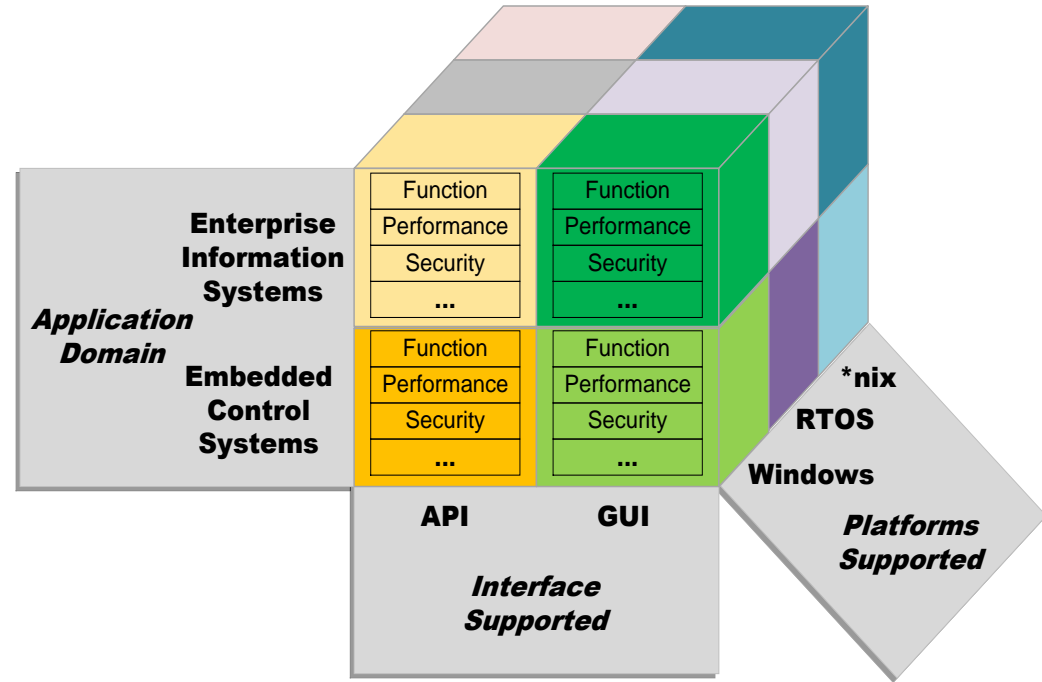 Application
Domain
Enterprise
Information
Systems
Embedded
Control
Systems
Function
Performance
Security
...
Function
Performance
Security
...
Function
Performance
Security
...
Function
Performance
Security
...
API
GUI
Interface
Supported
*nix
RTOS
Windows
Platforms
Supported